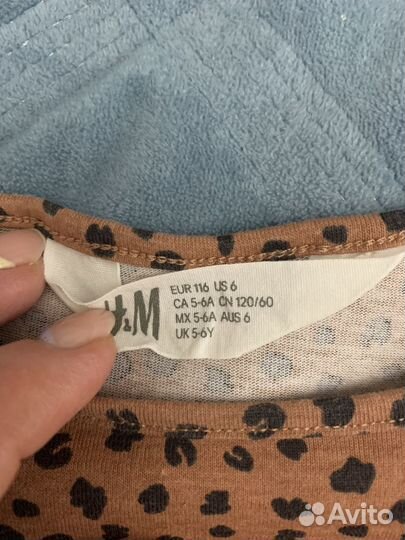 H&M
EUR 116 US 6
CA 5-6A CN 120/60
MX 5-6A AUS 6
UK 5-6Y
Avito